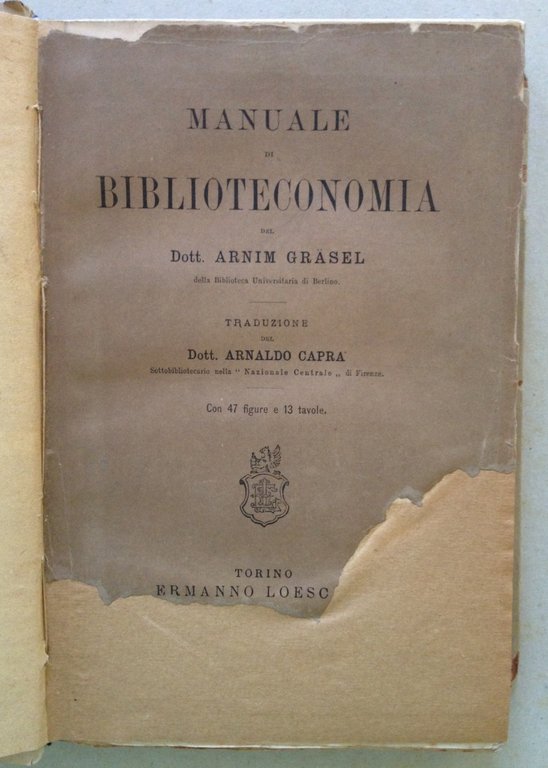 MANUALE
DI
BIBLIOTECONOMIA
DEL
Dott. ARNIM GRÄSEL
della Biblioteca Universitaria di Berlino.
TRADUZIONE
DEL
Dott. ARNALDO CAPRA
Sottobibliotecario nella " Nazionale Centrale „ di Firenze.
Con 47 figure e 13 tavole.
TORINO
ERMANNO LOESC